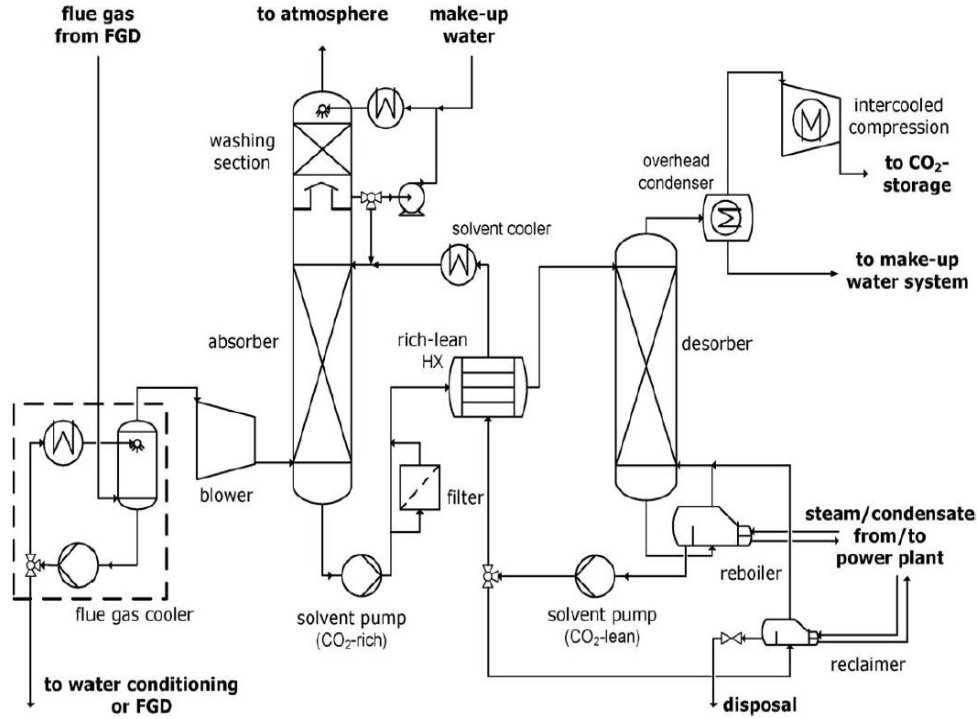 flue gas
from FGD
to atmosphere
make-up
water
washing
section
intercooled
compression
overhead
condenser
to CO₂-
storage
solvent cooler
to make-up
water system
absorber
rich-lean
HX
desorber
blower
filter
steam/condensate
from/to
power plant
reboiler
flue gas cooler
solvent pump
(CO₂-rich)
solvent pump
(CO₂-lean)
reclaimer
to water conditioning
or FGD
disposal